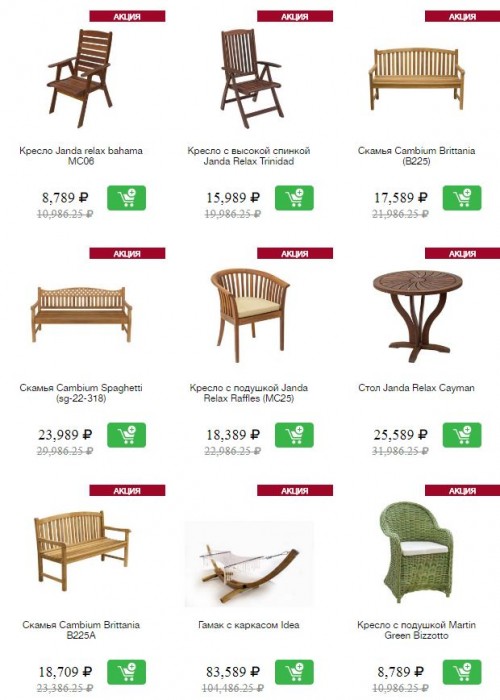 АКЦИЯ АКЦИЯ АКЦИЯ
Кресло Janda relax bahama
MC06
Кресло с высокой спинкой
Janda Relax Trinidad
Скамья Cambium Brittania
(B225)
8,789 ₽
10,986.25 ₽
15,989 ₽
19,986.25 ₽
17,589 ₽
21,986.25 ₽
АКЦИЯ АКЦИЯ АКЦИЯ
Скамья Cambium Spaghetti
(sg-22-318)
Кресло с подушкой Janda
Relax Raffles (MC25)
Стол Janda Relax Cayman
23,989 ₽
29,986.25 ₽
18,389 ₽
22,986.25 ₽
25,589 ₽
31,986.25 ₽
АКЦИЯ АКЦИЯ АКЦИЯ
Скамья Cambium Brittania
B225A
Гамак с каркасом Idea
Кресло с подушкой Martin
Green Bizzotto
18,709 ₽
23,386.25 ₽
83,589 ₽
104,486.25 ₽
8,789 ₽
10,986.25 ₽